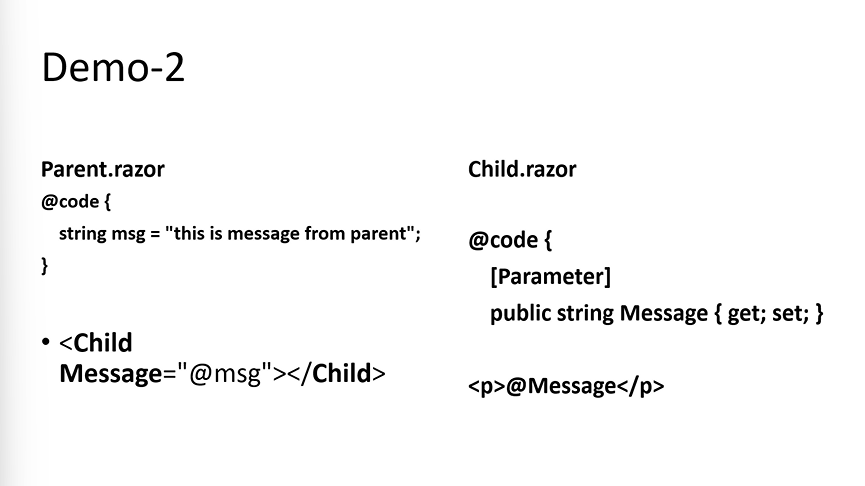 Demo-2
Parent.razor
@code {
string msg = "this is message from parent";
}
• <Child
Message="@msg"></Child>
Child.razor
@code {
[Parameter]
public string Message { get; set; }
<p>@Message</p>